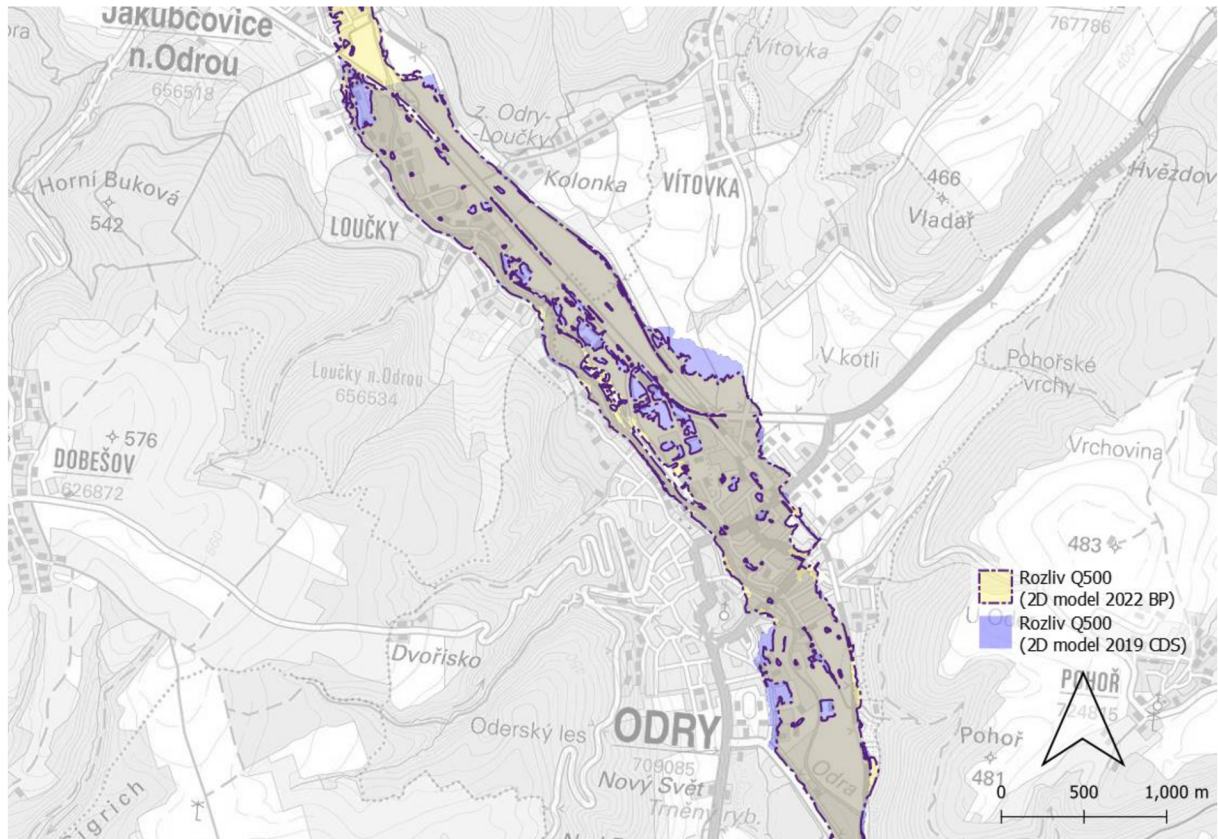 Jakubčovice
n.Odrou
656518
767786
Vítovka
z. Odry-
-Loučky
Kolonka
VÍTOVKA
Horní Buková
542
LOUČKY
466
Vladař
Hvězdov
V kotli
Pohořské
vrchy
Loučky n.Odrou
656534
576
DOBEŠOV
626872
Vrchovina
483
Rozliv Q500
(2D model 2022 BP)
Rozliv Q500
(2D model 2019 CDS)
Dvořisko
POHOŘ
724815
Oderský les
ODRY
709085
Pohoř
481
Odra
Nový Svět
0
500
1,000 m